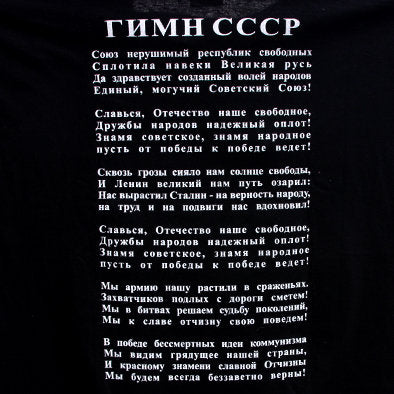 ГИМН СССР
Союз нерушимый республик свободных
Сплотила навеки Великая русь
Да здравствует созданный волей народов
Единый, могучий Советский Союз!
Славься, Отечество наше свободное,
Дружбы народов надежный оплот!
Знамя советское, знамя народное
пусть от победы к победе ведет!
Сквозь грозы сияло нам солнце свободы,
И Ленин великий нам путь озарил:
Нас вырастил Сталин - на верность народу,
на труд и на подвиги нас вдохновил!
Славься, Отечество наше свободное,
Дружбы народов надежный оплот!
Знамя советское, знамя народное
пусть от победы к победе ведет!
Мы армию нашу растили в сраженьях.
Захватчиков подлых с дороги сметем!
Мы в битвах решаем судьбу поколений,
Мы к славе отчизну свою поведем!
В победе бессмертных идеи коммунизма
Мы видим грядущее нашей страны,
И красному знамени славной Отчизны
Мы будем всегда беззаветно верны!